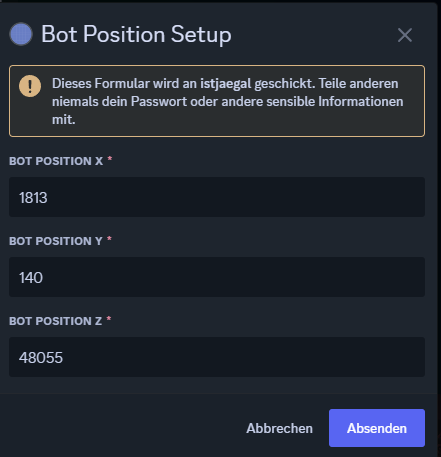 Bot Position Setup
Dieses Formular wird an istjaegal geschickt. Teile anderen
niemals dein Passwort oder andere sensible Informationen
mit.
BOT POSITION X *
1813
BOT POSITION Y *
140
BOT POSITION Z *
48055
Abbrechen Absenden